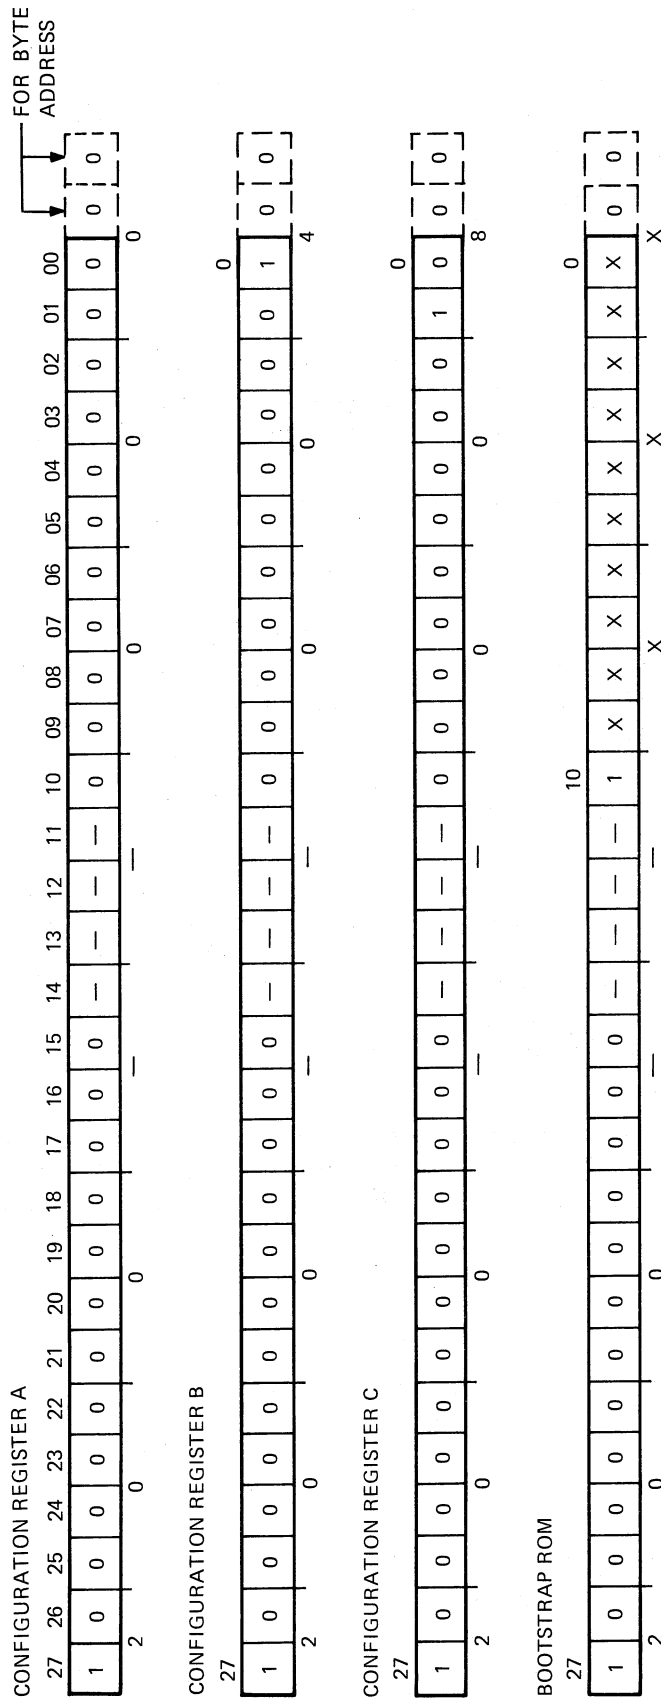 FOR BYTE
ADDRESS
CONFIGURATION REGISTER A
27 26 25 24 23 22 21 20 19 18 17 16 15 14 13 12 11 10 09 08 07 06 05 04 03 02 01 00
1 0 0 0 0 0 0 0 0 0 0 0 0 — — — — 0 0 0 0 0 0 0 0 0 0 0 0 0
2 0 0 — — 0 0 0
CONFIGURATION REGISTER B
27 0
1 0 0 0 0 0 0 0 0 0 0 0 0 — — — — 0 0 0 0 0 0 0 0 0 0 1 0 0
2 0 0 — — 0 0 4
CONFIGURATION REGISTER C
27 0
1 0 0 0 0 0 0 0 0 0 0 0 0 — — — — 0 0 0 0 0 0 0 0 0 1 0 0 0
2 0 0 — — 0 0 8
BOOTSTRAP ROM
27 10 0
1 0 0 0 0 0 0 0 0 0 0 0 0 — — — — 1 X X X X X X X X X X 0 0
2 0 0 — — X X X